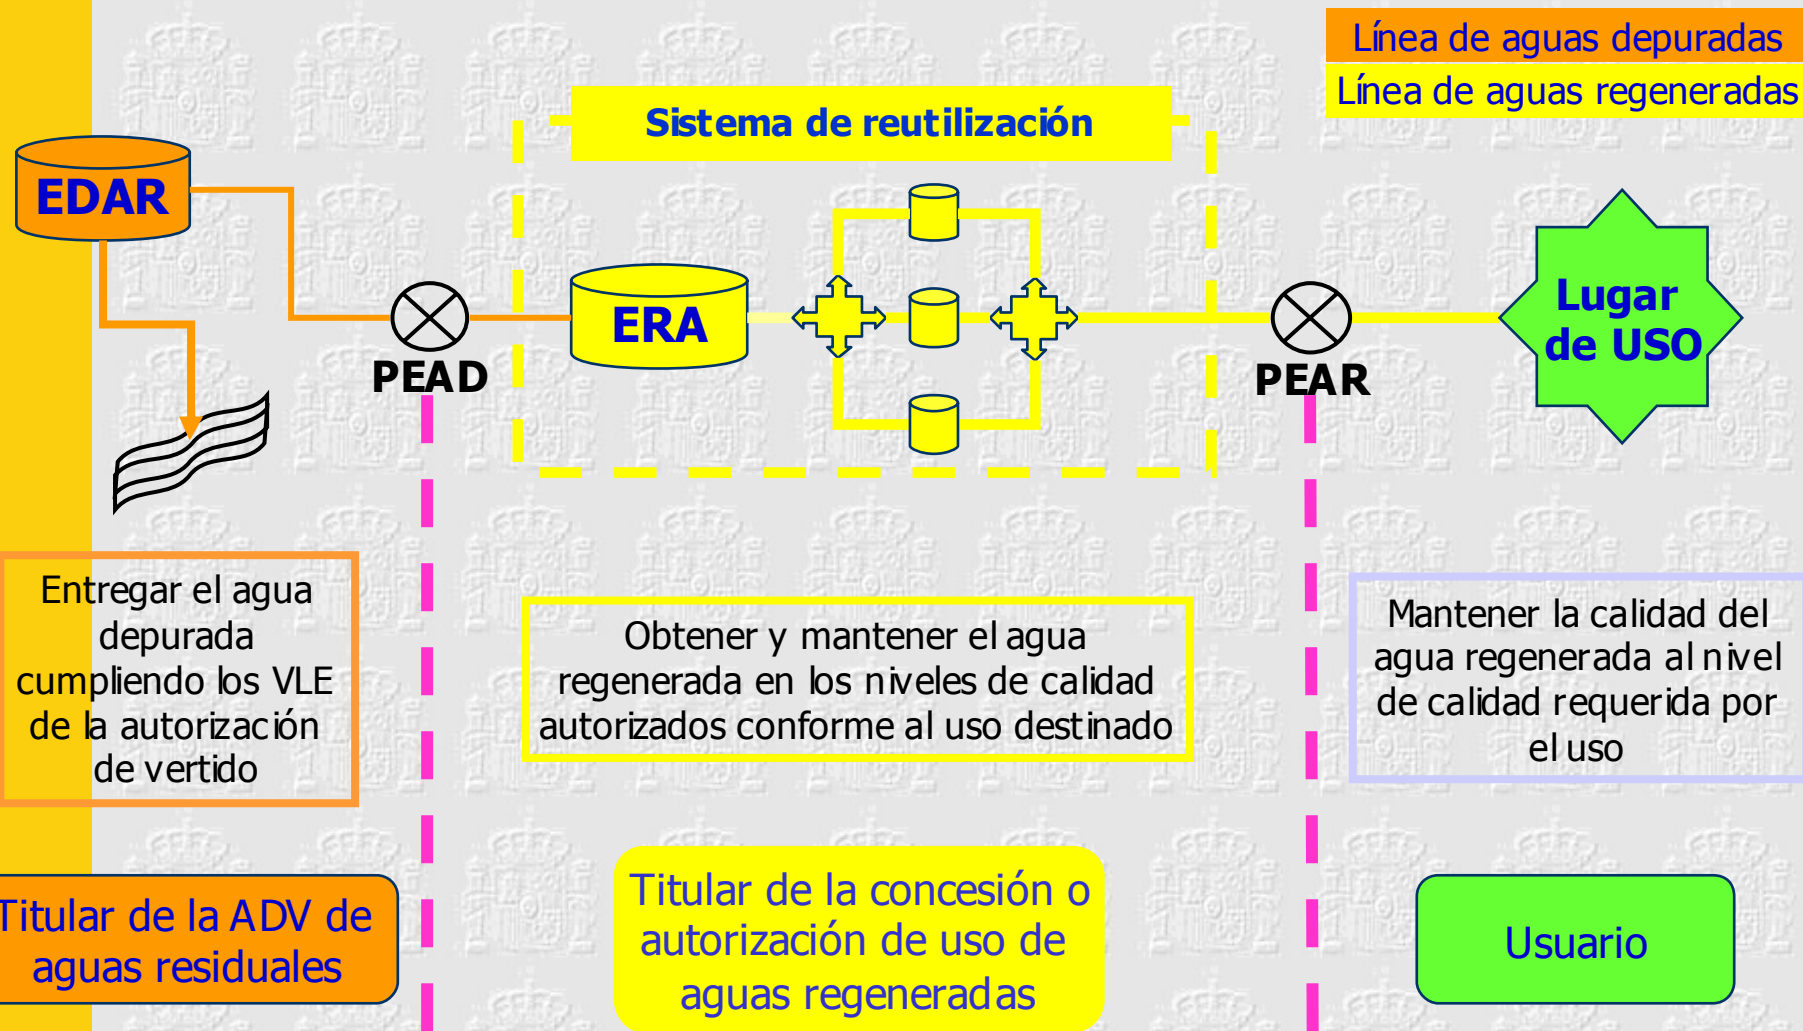 Línea de aguas depuradas
Línea de aguas regeneradas
Sistema de reutilización
EDAR
ERA
Lugar
de USO
PEAD
PEAR
Entregar el agua
depurada
cumpliendo los VLE
de la autorización
de vertido
Obtener y mantener el agua
regenerada en los niveles de calidad
autorizados conforme al uso destinado
Mantener la calidad del
agua regenerada al nivel
de calidad requerida por
el uso
Titular de la ADV de
aguas residuales
Titular de la concesión o
autorización de uso de
aguas regeneradas
Usuario